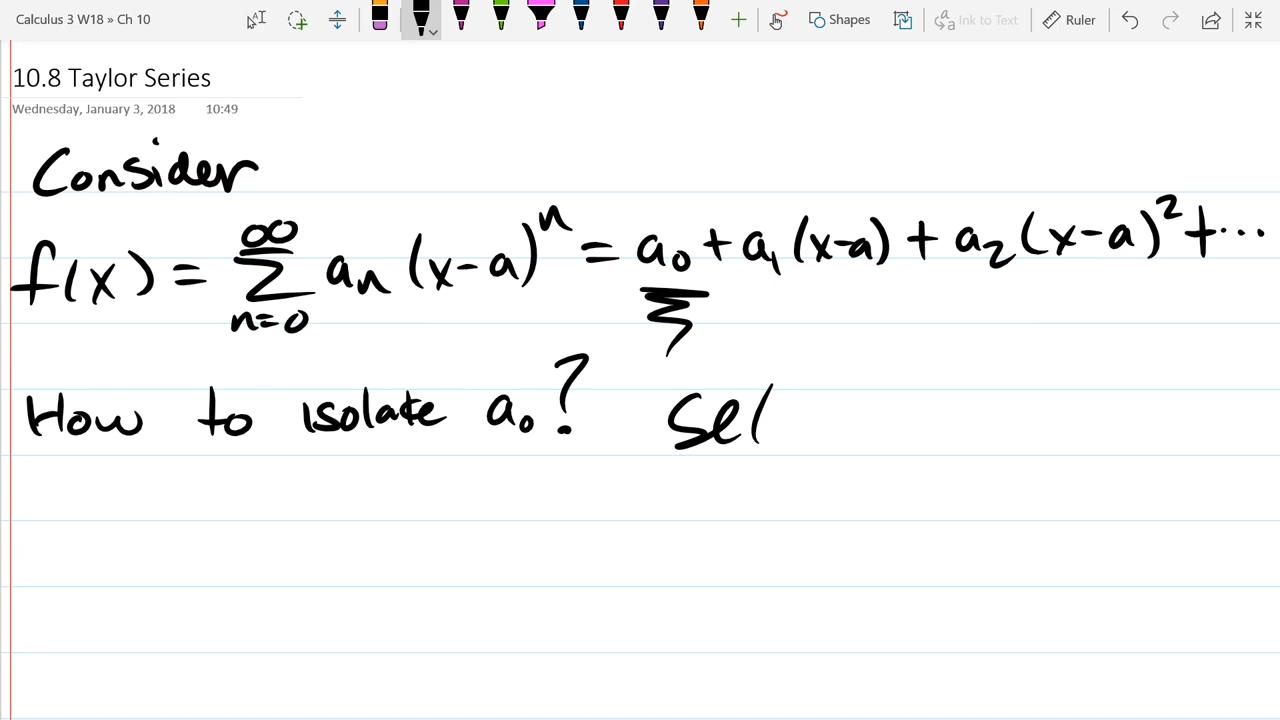 Calculus 3 W18 » Ch 10
Shapes
Ink to Text
Ruler
10.8 Taylor Series
Wednesday, January 3, 2018 10:49
Consider
f(x) = ∑_{n=0}^{∞} a_n (x-a)^n = a_0 + a_1 (x-a) + a_2 (x-a)^2 + ...
How to isolate a_0? Se